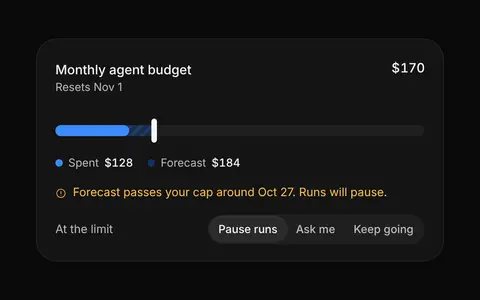 Monthly agent budget
$170
Resets Nov 1
Spent $128 Forecast $184
Forecast passes your cap around Oct 27. Runs will pause.
At the limit Pause runs Ask me Keep going